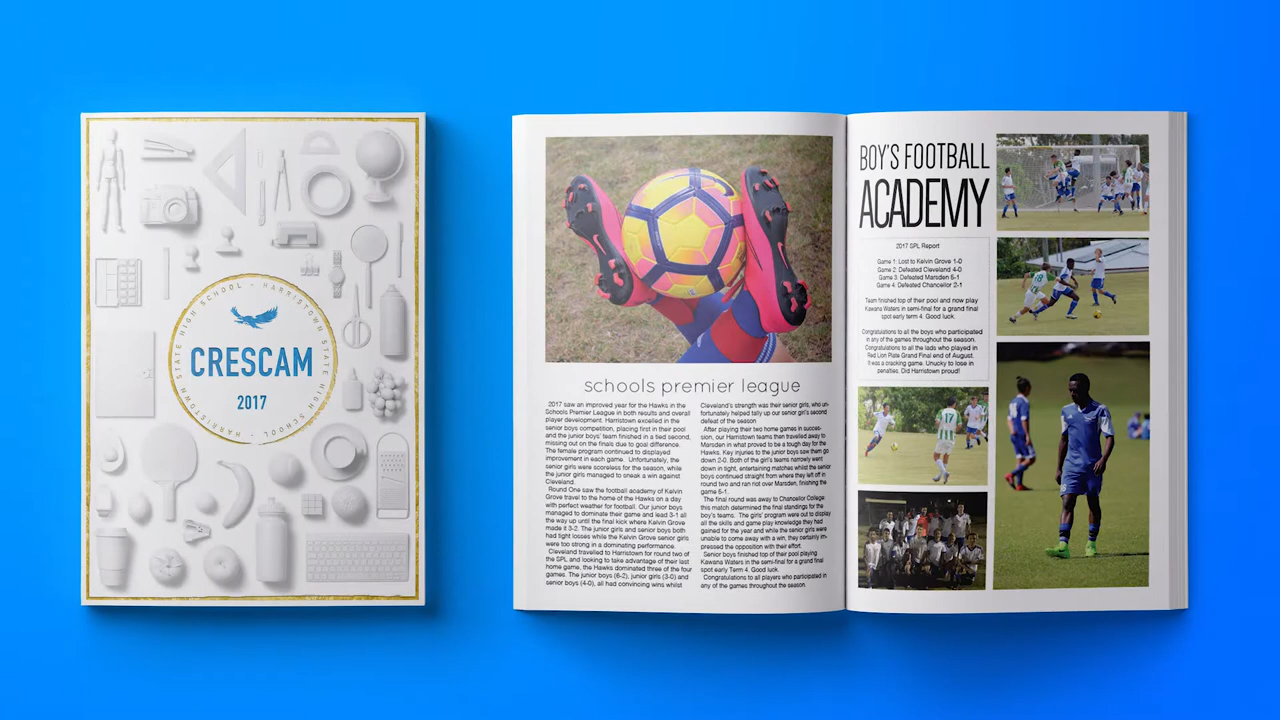 HARRISTOWN STATE HIGH SCHOOL - HARRISTOWN STATE HIGH SCHOOL -
CRESCAM
2017
schools premier league
2017 saw an improved year for the Hawks in the
Schools Premier League in both results and overall
player development. Harristown excelled in the
senior boys competition, placing first in their pool
and the junior boys' team finished in a tied second,
missing out on the finals due to goal difference.
The female program continued to displayed
improvement in each game. Unfortunately, the
senior girls were scoreless for the season, while
the junior girls managed to sneak a win against
Cleveland.
Round One saw the football academy of Kelvin
Grove travel to the home of the Hawks on a day
with perfect weather for football. Our junior boys
managed to dominate their game and lead 3-1 all
the way up until the final kick where Kelvin Grove
made it 3-2. The junior girls and senior boys both
had tight losses while the Kelvin Grove senior girls
were too strong in a dominating performance.
Cleveland travelled to Harristown for round two of
the SPL and looking to take advantage of their last
home game, the Hawks dominated three of the four
games. The junior boys (6-2), junior girls (3-0) and
senior boys (4-0), all had convincing wins whilst
Cleveland's strength was their senior girls, who un-
fortunately helped tally up our senior girl's second
defeat of the season
After playing their two home games in succes-
sion, our Harristown teams then travelled away to
Marsden in what proved to be a tough day for the
Hawks. Key injuries to the junior boys saw them go
down 2-0. Both of the girl's teams narrowly went
down in tight, entertaining matches whilst the senior
boys continued straight from where they left off in
round two and ran not over Marsden, finishing the
game 5-1.
The final round was away to Chancellor College
this match determined the final standings for the
boy's teams. The girls' program were out to display
all the skills and game play knowledge they had
gained for the year and while the senior girls were
unable to come away with a win, they certainly im-
pressed the opposition with their effort.
Senior boys finished top of their pool playing
Kawana Waters in the semi-final for a grand final
spot early Term 4. Good luck.
Congratulations to all players who participated in
any of the games throughout the season.
BOY'S FOOTBALL
ACADEMY
2017 SPL Report
Game 1: Lost to Kelvin Grove 1-0
Game 2: Defeated Cleveland 4-0
Game 3: Defeated Marsden 5-1
Game 4: Defeated Chancellor 2-1
Team finished top of their pool and now play
Kawana Waters in semi-final for a grand final
spot early term 4. Good luck.
Congratulations to all the boys who participated
in any of the games throughout the season.
Congratulations to all the lads who played in
Red Lion Plate Grand Final end of August.
It was a cracking game. Unucky to lose in
penalties. Did Harristown proud!
17